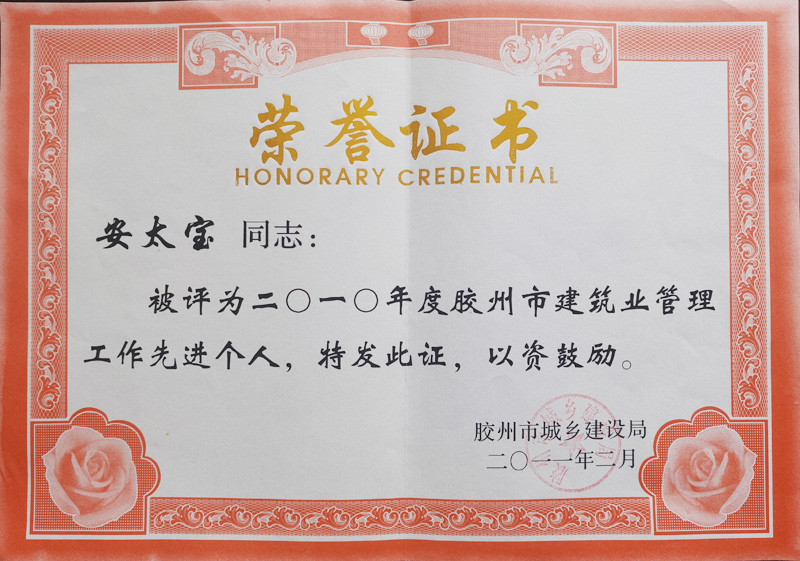 荣誉证书
HONORARY CREDENTIAL
安太宝 同志：
被评为二〇一〇年度胶州市建筑业管理
工作先进个人，特发此证，以资鼓励。
胶州市城乡建设局
二〇一一年二月